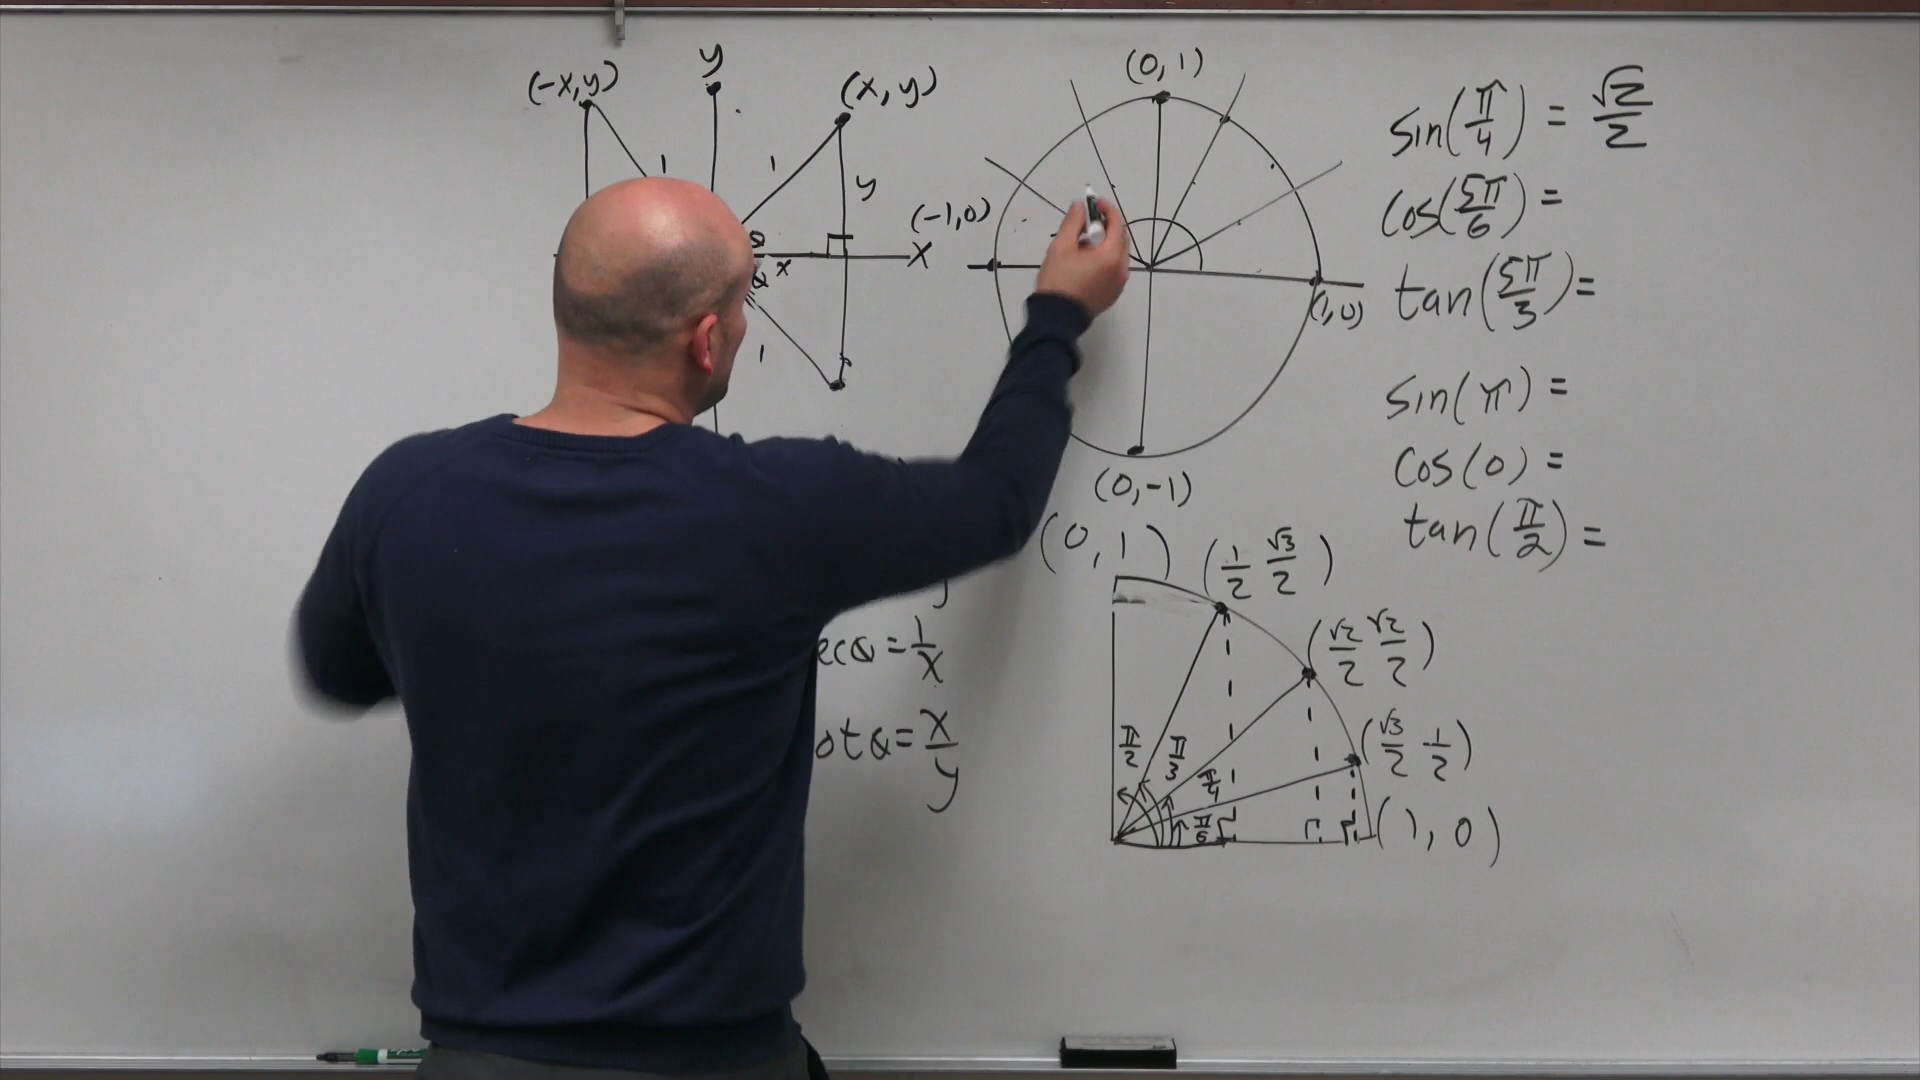 (-x,y)
y
(x, y)
1
1
y
x
x
1
(0, 1)
(-1,0)
(1,0)
(0,-1)
sin(π/4) = √2/2
cos(5π/6) =
tan(5π/3) =
sin(π) =
cos(0) =
tan(π/2) =
y
ecθ = 1/x
otθ = x/y
(0, 1)
(1/2 √3/2)
(√2/2 √2/2)
(√3/2 1/2)
(1, 0)
π/2
π/3
π/4
π/6